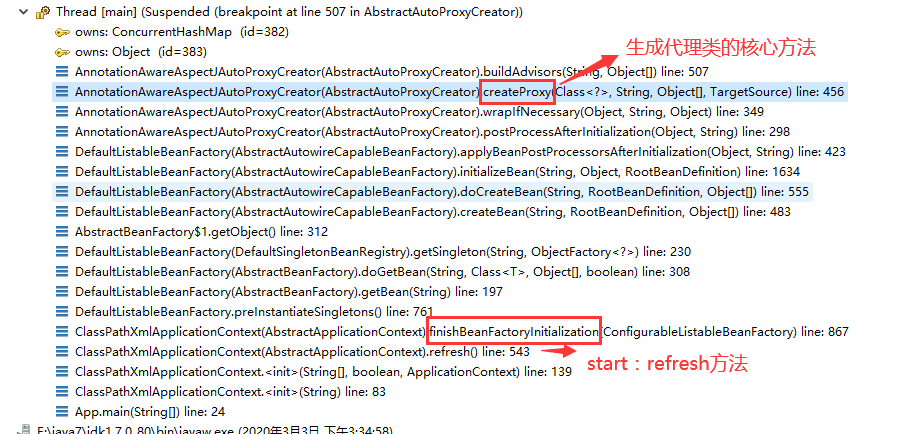 Thread [main] (Suspended (breakpoint at line 507 in AbstractAutoProxyCreator))
owns: ConcurrentHashMap (id=382)
owns: Object (id=383)
生成代理类的核心方法
AnnotationAwareAspectJAutoProxyCreator(AbstractAutoProxyCreator).buildAdvisors(String, Object[]) line: 507
AnnotationAwareAspectJAutoProxyCreator(AbstractAutoProxyCreator).createProxy(Class<?>, String, Object[], TargetSource) line: 456
AnnotationAwareAspectJAutoProxyCreator(AbstractAutoProxyCreator).wrapIfNecessary(Object, String, Object) line: 349
AnnotationAwareAspectJAutoProxyCreator(AbstractAutoProxyCreator).postProcessAfterInitialization(Object, String) line: 298
DefaultListableBeanFactory(AbstractAutowireCapableBeanFactory).applyBeanPostProcessorsAfterInitialization(Object, String) line: 423
DefaultListableBeanFactory(AbstractAutowireCapableBeanFactory).initializeBean(String, Object, RootBeanDefinition) line: 1634
DefaultListableBeanFactory(AbstractAutowireCapableBeanFactory).doCreateBean(String, RootBeanDefinition, Object[]) line: 555
DefaultListableBeanFactory(AbstractAutowireCapableBeanFactory).createBean(String, RootBeanDefinition, Object[]) line: 483
AbstractBeanFactory$1.getObject() line: 312
DefaultListableBeanFactory(DefaultSingletonBeanRegistry).getSingleton(String, ObjectFactory<?>) line: 230
DefaultListableBeanFactory(AbstractBeanFactory).doGetBean(String, Class<T>, Object[], boolean) line: 308
DefaultListableBeanFactory(AbstractBeanFactory).getBean(String) line: 197
DefaultListableBeanFactory.preInstantiateSingletons() line: 761
ClassPathXmlApplicationContext(AbstractApplicationContext).finishBeanFactoryInitialization(ConfigurableListableBeanFactory) line: 867
ClassPathXmlApplicationContext(AbstractApplicationContext).refresh() line: 543
start：refresh方法
ClassPathXmlApplicationContext.<init>(String[], boolean, ApplicationContext) line: 139
ClassPathXmlApplicationContext.<init>(String) line: 83
App.main(String[]) line: 24
F:\java7\jdk1.7.0_80\bin\javaw.exe (2020年3月3日 下午3:34:58)